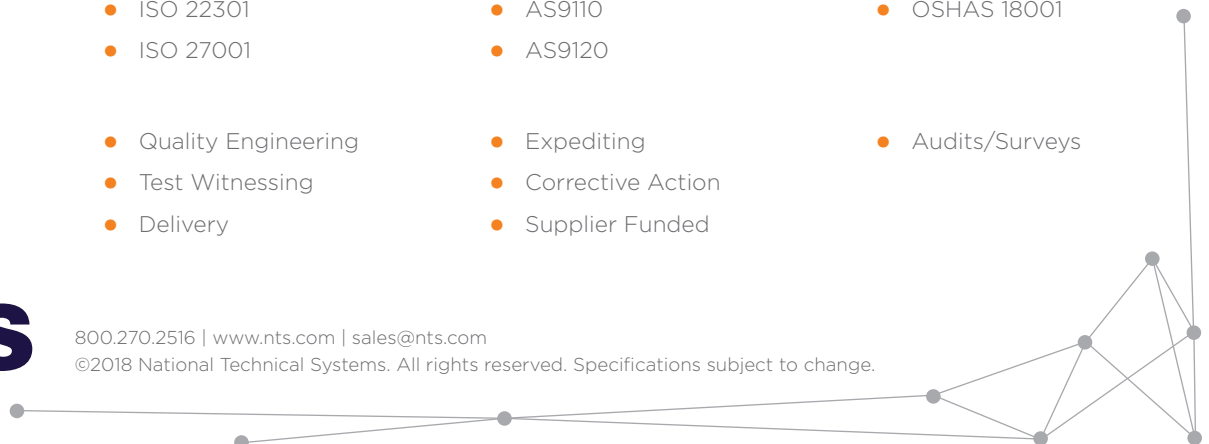 ISO 22301
AS9110
OSHAS 18001
ISO 27001
AS9120
Quality Engineering
Expediting
Audits/Surveys
Test Witnessing
Corrective Action
Delivery
Supplier Funded
s
800.270.2516 | www.nts.com | sales@nts.com
©2018 National Technical Systems. All rights reserved. Specifications subject to change.